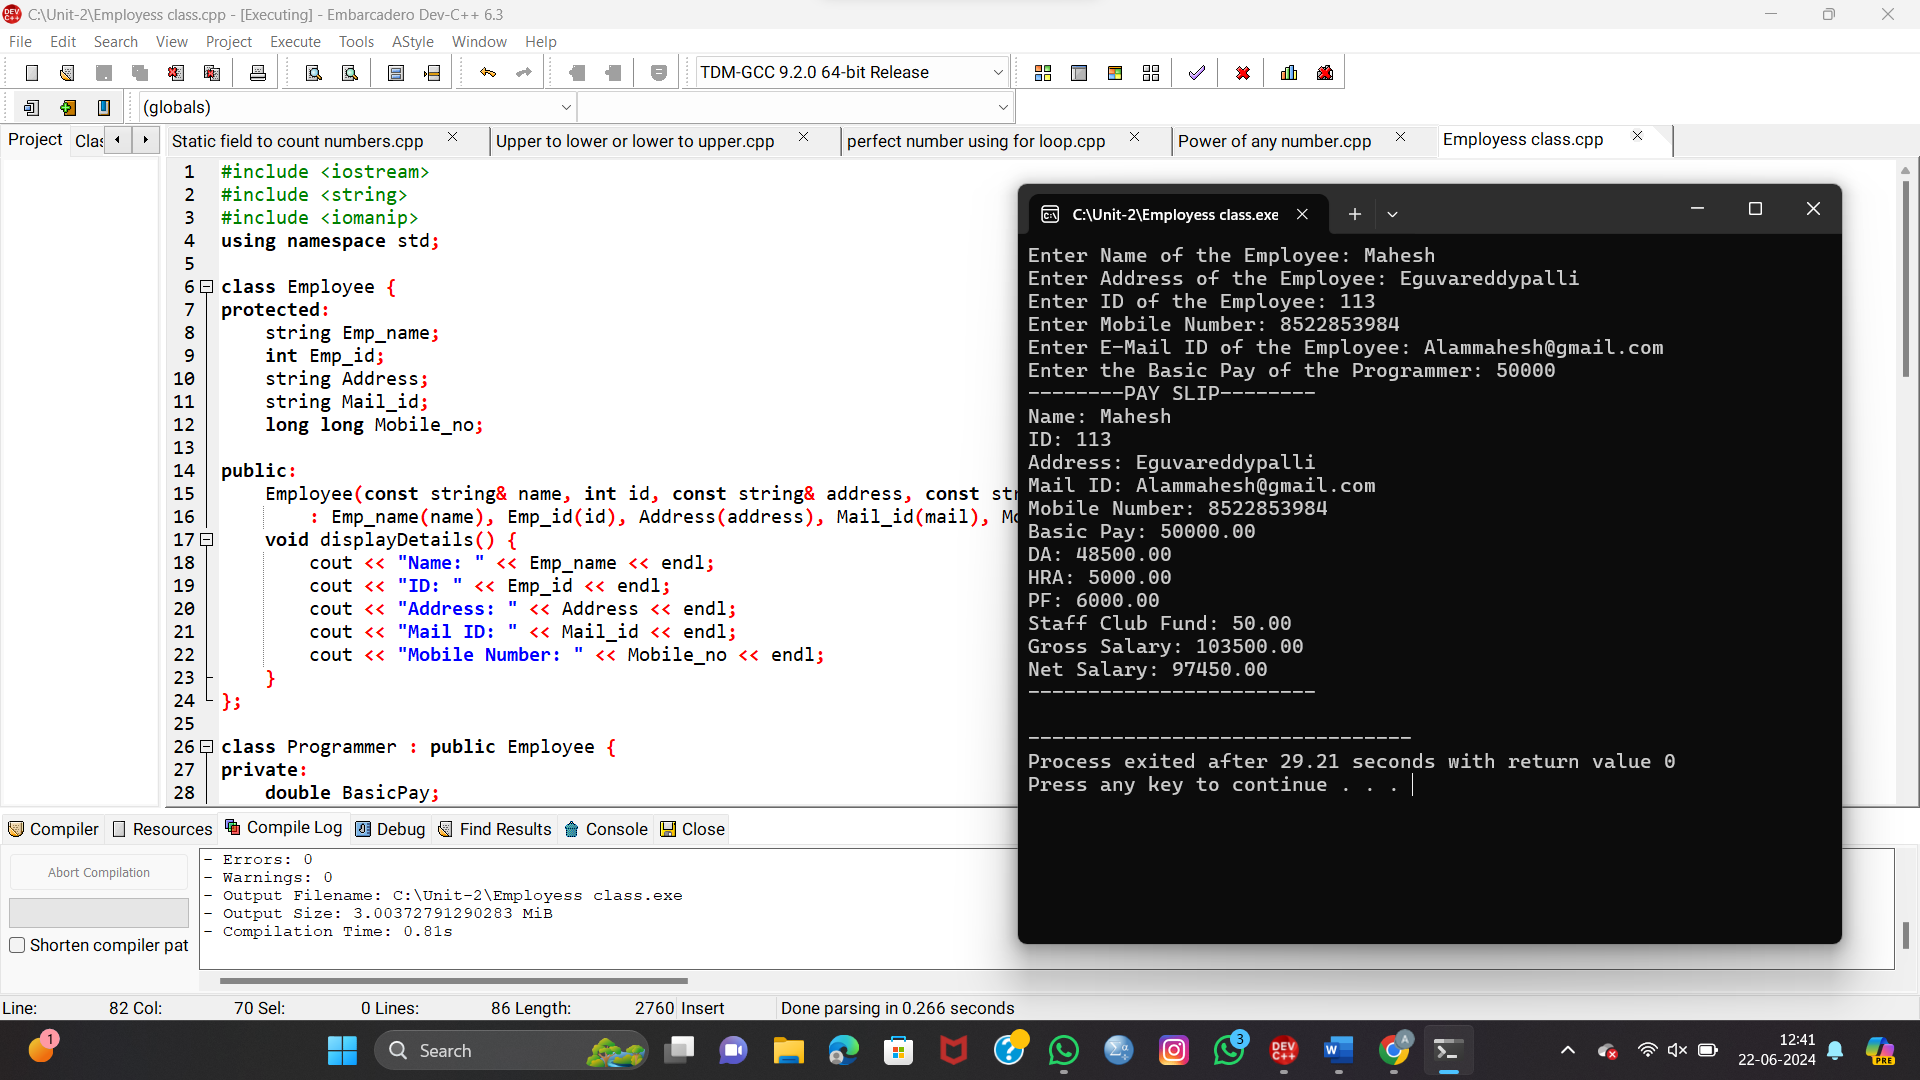 C:\Unit-2\Employess class.cpp - [Executing] - Embarcadero Dev-C++ 6.3
File Edit Search View Project Execute Tools AStyle Window Help
TDM-GCC 9.2.0 64-bit Release
(globals)
Project Clas
Static field to count numbers.cpp
Upper to lower or lower to upper.cpp
perfect number using for loop.cpp
Power of any number.cpp
Employess class.cpp
1 #include <iostream>
2 #include <string>
3 #include <iomanip>
4 using namespace std;
5
6 class Employee {
7 protected:
8 string Emp_name;
9 int Emp_id;
10 string Address;
11 string Mail_id;
12 long long Mobile_no;
13
14 public:
15 Employee(const string& name, int id, const string& address, const str
16 : Emp_name(name), Emp_id(id), Address(address), Mail_id(mail), Mo
17 void displayDetails() {
18 cout << "Name: " << Emp_name << endl;
19 cout << "ID: " << Emp_id << endl;
20 cout << "Address: " << Address << endl;
21 cout << "Mail ID: " << Mail_id << endl;
22 cout << "Mobile Number: " << Mobile_no << endl;
23 }
24 };
25
26 class Programmer : public Employee {
27 private:
28 double BasicPay;
C:\Unit-2\Employess class.exe
Enter Name of the Employee: Mahesh
Enter Address of the Employee: Eguvareddypalli
Enter ID of the Employee: 113
Enter Mobile Number: 8522853984
Enter E-Mail ID of the Employee: Alammahesh@gmail.com
Enter the Basic Pay of the Programmer: 50000
--------PAY SLIP--------
Name: Mahesh
ID: 113
Address: Eguvareddypalli
Mail ID: Alammahesh@gmail.com
Mobile Number: 8522853984
Basic Pay: 50000.00
DA: 48500.00
HRA: 5000.00
PF: 6000.00
Staff Club Fund: 50.00
Gross Salary: 103500.00
Net Salary: 97450.00
------------------------
--------------------------------
Process exited after 29.21 seconds with return value 0
Press any key to continue . . .
Compiler Resources Compile Log Debug Find Results Console Close
Abort Compilation
Shorten compiler pat
- Errors: 0
- Warnings: 0
- Output Filename: C:\Unit-2\Employess class.exe
- Output Size: 3.00372791290283 MiB
- Compilation Time: 0.81s
Line: 82 Col: 70 Sel: 0 Lines: 86 Length: 2760 Insert Done parsing in 0.266 seconds
1
Search
3
DEV C++
A
12:41
22-06-2024
PRE